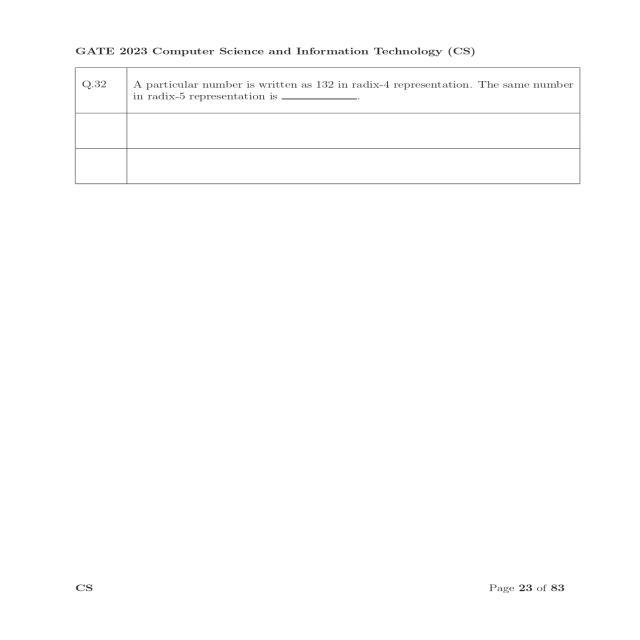 GATE 2023 Computer Science and Information Technology (CS)
Q.32
A particular number is written as 132 in radix-4 representation. The same number
in radix-5 representation is ___________.
CS
Page 23 of 83